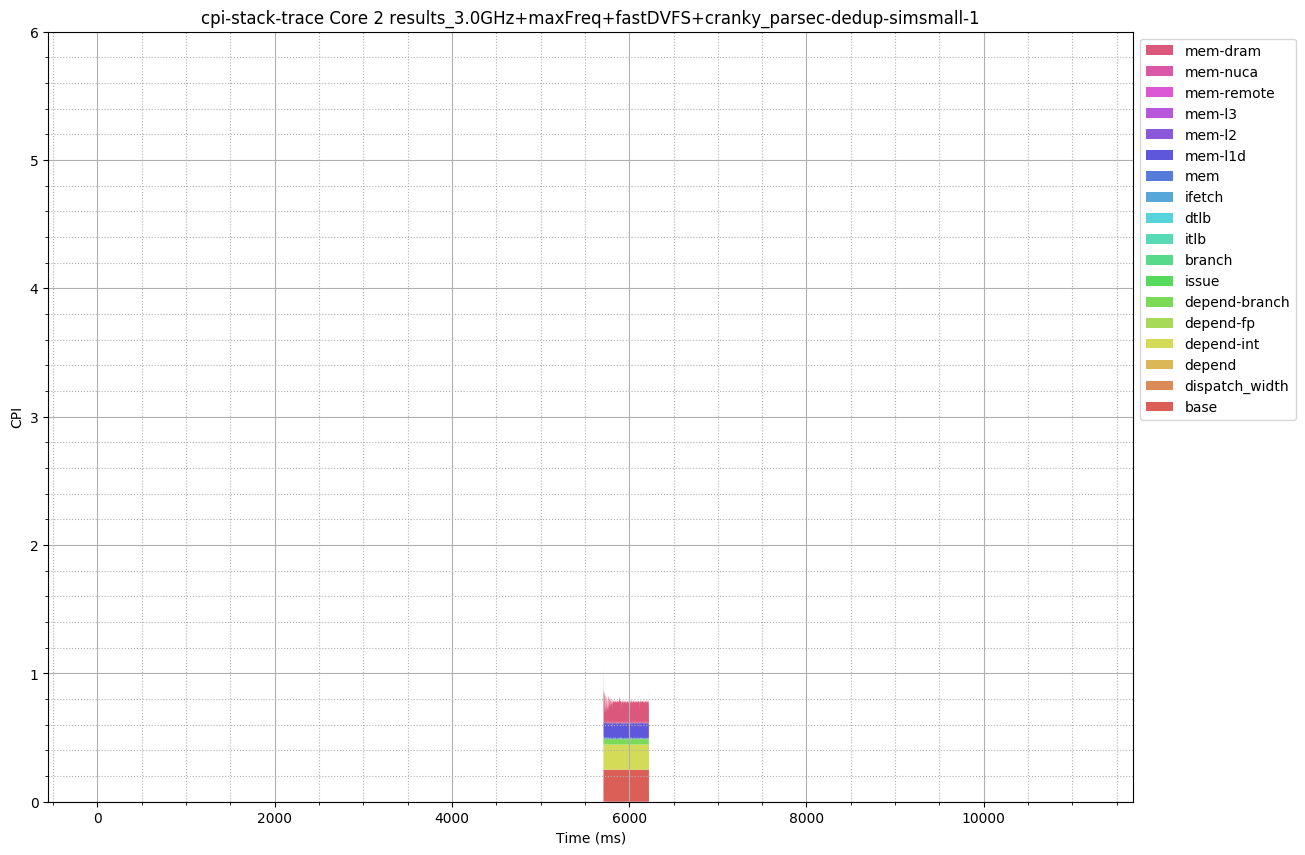 cpi-stack-trace Core 2 results_3.0GHz+maxFreq+fastDVFS+cranky_parsec-dedup-simsmall-1
6
5
4
3
2
1
0
CPI
0 2000 4000 6000 8000 10000
Time (ms)
mem-dram
mem-nuca
mem-remote
mem-l3
mem-l2
mem-l1d
mem
ifetch
dtlb
itlb
branch
issue
depend-branch
depend-fp
depend-int
depend
dispatch_width
base